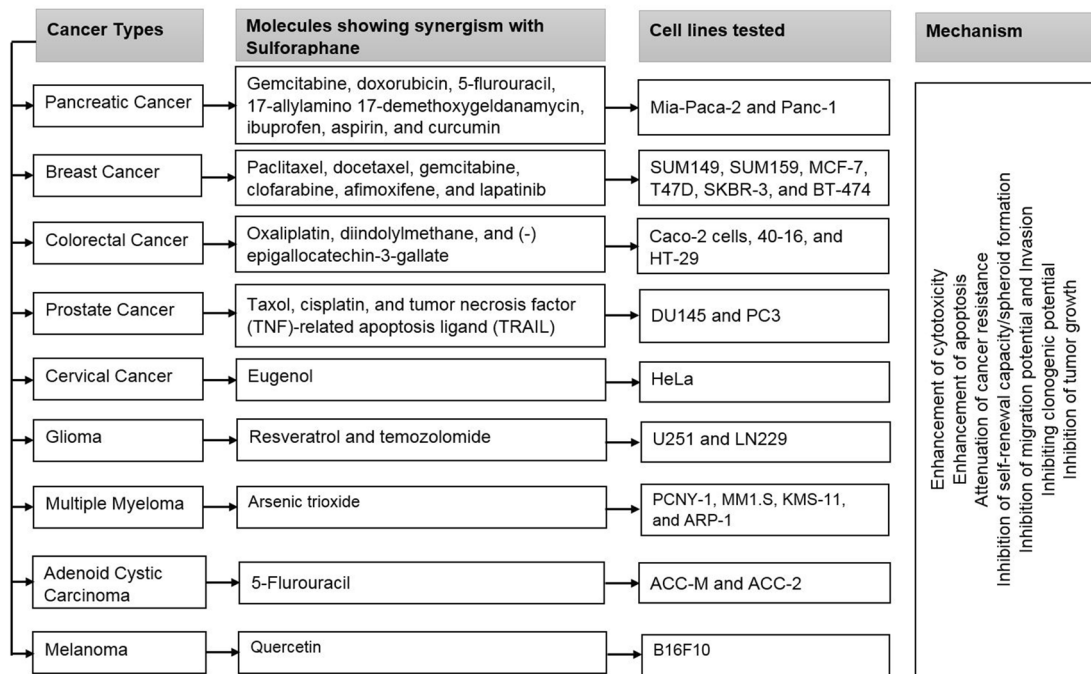 Cancer Types
Molecules showing synergism with
Sulforaphane
Cell lines tested
Mechanism
Pancreatic Cancer
Gemcitabine, doxorubicin, 5-flurouracil,
17-allylamino 17-demethoxygeldanamycin,
ibuprofen, aspirin, and curcumin
Mia-Paca-2 and Panc-1
Breast Cancer
Paclitaxel, docetaxel, gemcitabine,
clofarabine, afimoxifene, and lapatinib
SUM149, SUM159, MCF-7,
T47D, SKBR-3, and BT-474
Colorectal Cancer
Oxaliplatin, diindolylmethane, and (-)
epigallocatechin-3-gallate
Caco-2 cells, 40-16, and
HT-29
Prostate Cancer
Taxol, cisplatin, and tumor necrosis factor
(TNF)-related apoptosis ligand (TRAIL)
DU145 and PC3
Cervical Cancer
Eugenol
HeLa
Glioma
Resveratrol and temozolomide
U251 and LN229
Multiple Myeloma
Arsenic trioxide
PCNY-1, MM1.S, KMS-11,
and ARP-1
Adenoid Cystic
Carcinoma
5-Flurouracil
ACC-M and ACC-2
Melanoma
Quercetin
B16F10
Enhancement of cytotoxicity
Enhancement of apoptosis
Attenuation of cancer resistance
Inhibition of self-renewal capacity/spheroid formation
Inhibition of migration potential and Invasion
Inhibiting clonogenic potential
Inhibition of tumor growth